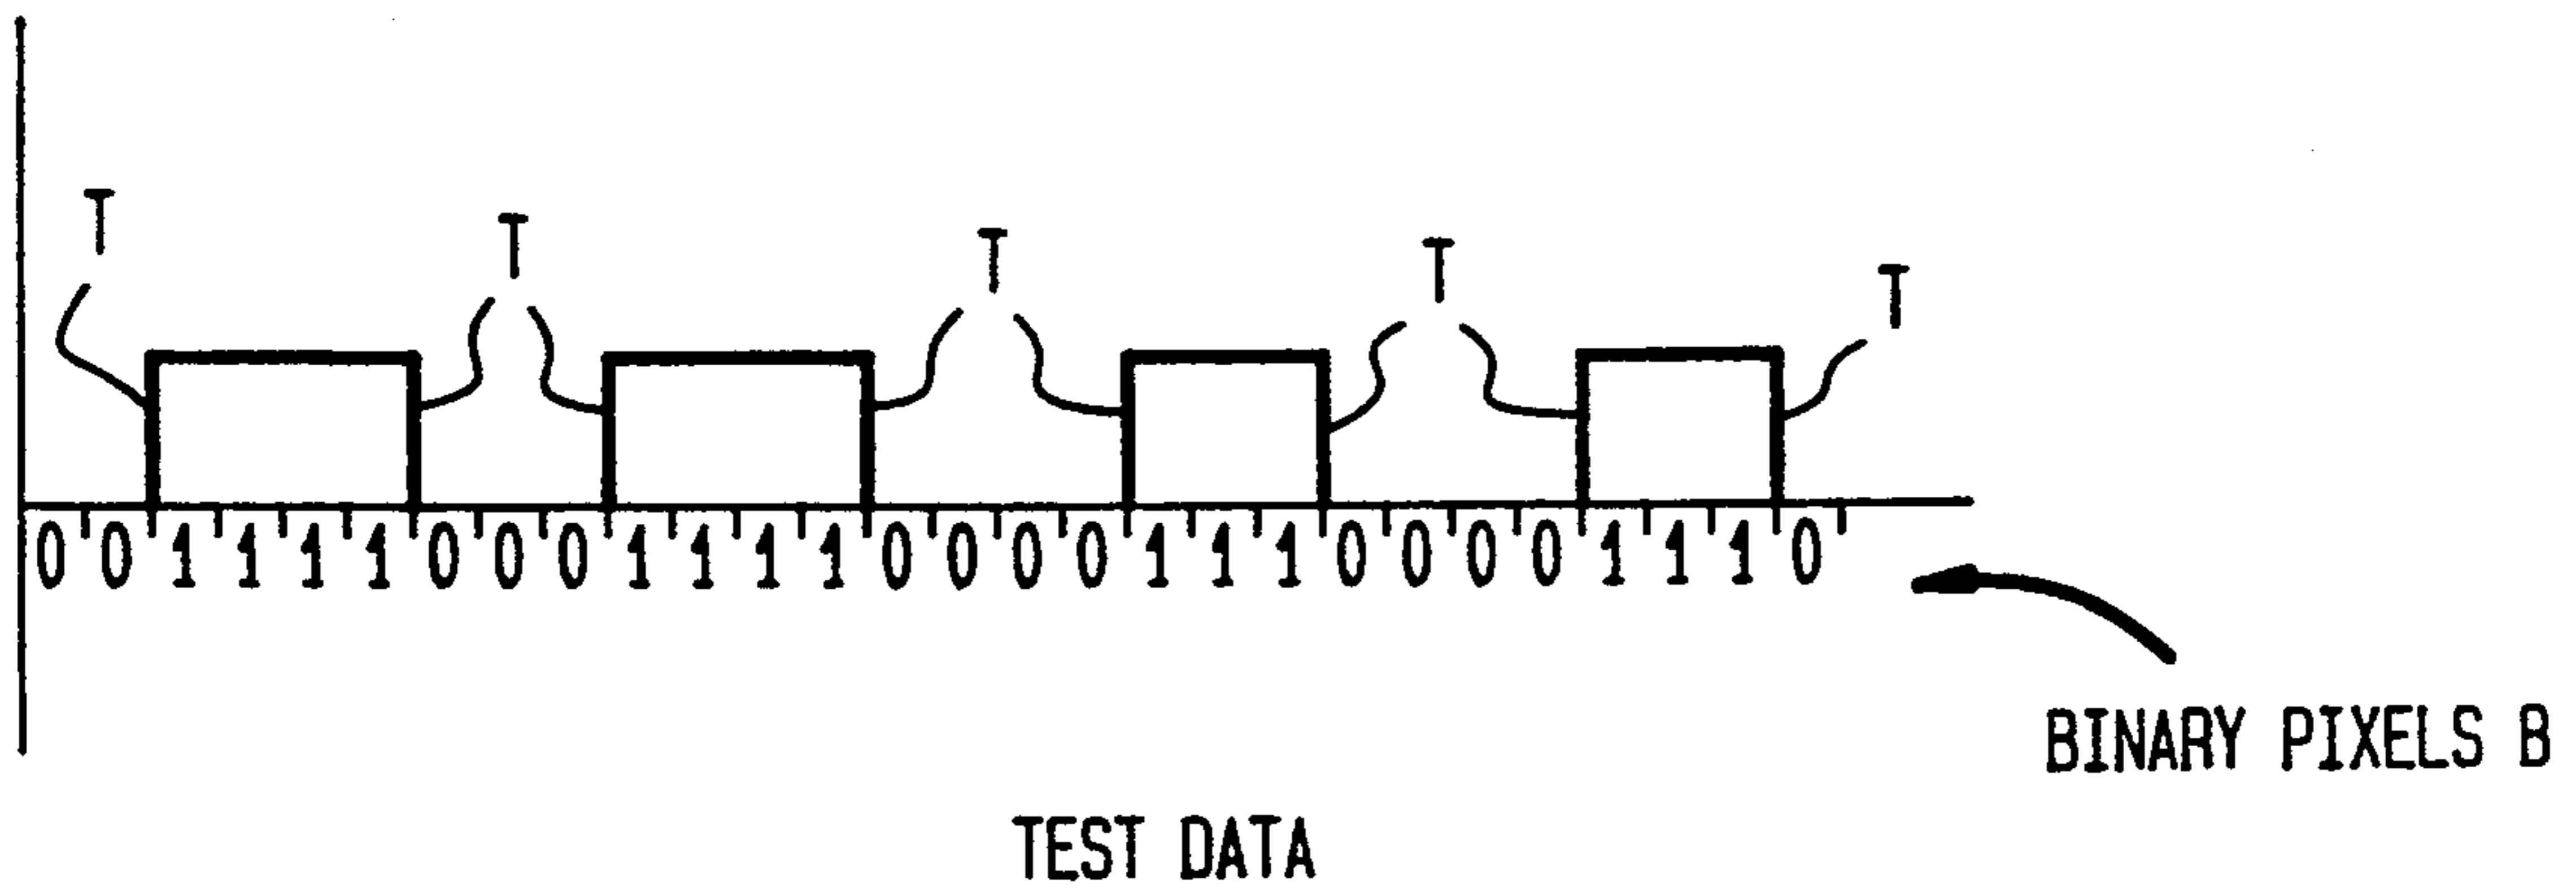 T T T T T
0 0 1 1 1 1 0 0 0 1 1 1 1 0 0 0 0 1 1 1 0 0 0 0 1 1 1 0
BINARY PIXELS B
TEST DATA